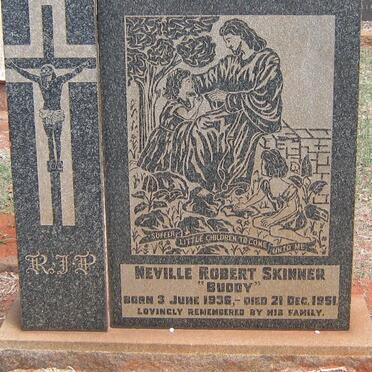 R.I.P
SUFFER LITTLE CHILDREN TO COME UNTO ME
NEVILLE ROBERT SKINNER
"BUDDY"
BORN 3 JUNE 1936,- DIED 21 DEC. 1951.
LOVINGLY REMEMBERED BY HIS FAMILY.